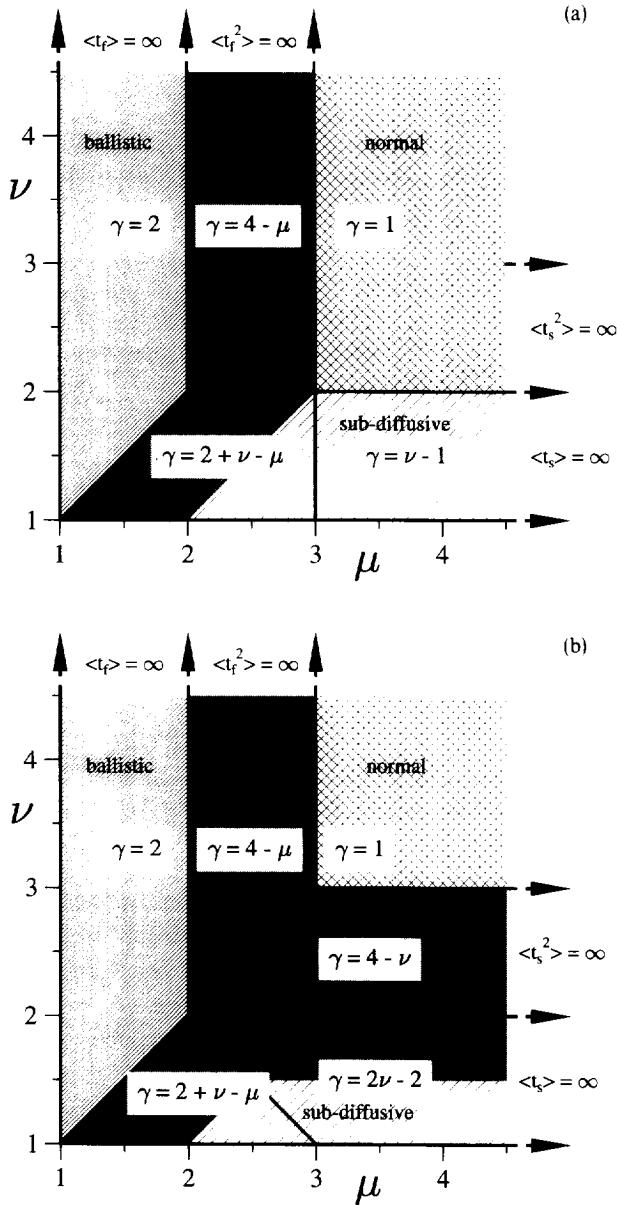 (a)
<t_f> = ∞ <t_f^2> = ∞
4
ballistic normal
ν
γ = 2 γ = 4 - μ γ = 1
3
<t_s^2> = ∞
2
sub-diffusive
γ = 2 + ν - μ γ = ν - 1 <t_s> = ∞
1
1 2 3 4
μ
(b)
<t_f> = ∞ <t_f^2> = ∞
4
ballistic normal
ν
γ = 2 γ = 4 - μ γ = 1
3
γ = 4 - ν <t_s^2> = ∞
2
γ = 2 + ν - μ γ = 2ν - 2 <t_s> = ∞
sub-diffusive
1
1 2 3 4
μ